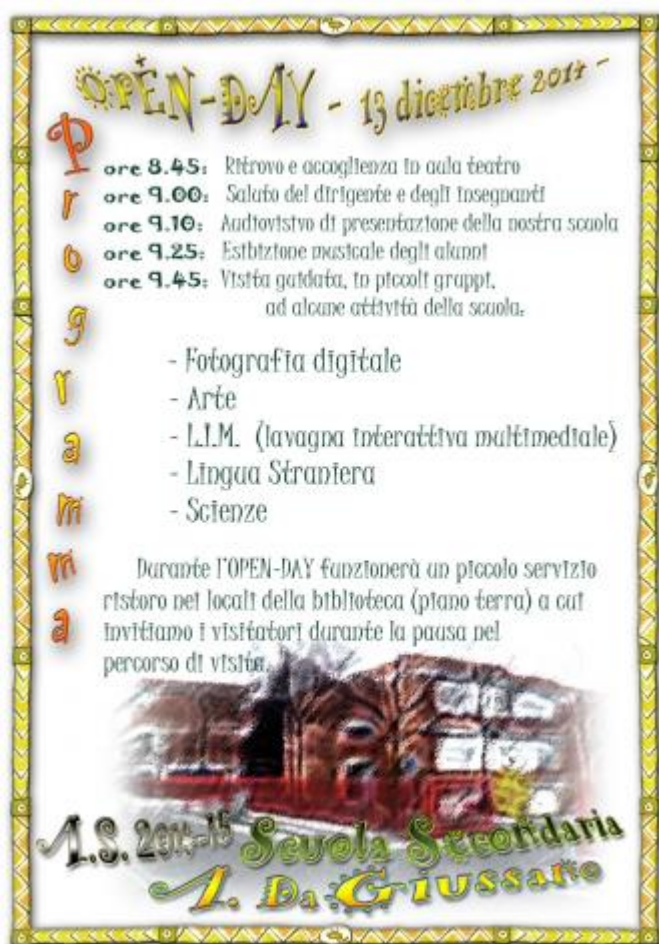 OPEN-DAY - 13 dicembre 2014 -
Programma
ore 8.45: Ritrovo e accoglienza in aula teatro
ore 9.00: Saluto del dirigente e degli insegnanti
ore 9.10: Audiovisivo di presentazione della nostra scuola
ore 9.25: Esibizione musicale degli alunni
ore 9.45: Visita guidata, in piccoli gruppi,
ad alcune attività della scuola:
- Fotografia digitale
- Arte
- L.I.M. (lavagna interattiva multimediale)
- Lingua Straniera
- Scienze
Durante l'OPEN-DAY funzionerà un piccolo servizio
ristoro nei locali della biblioteca (piano terra) a cui
invitiamo i visitatori durante la pausa nel
percorso di visita.
A.S. 2014-15 Scuola Secondaria
A. Da Giussano